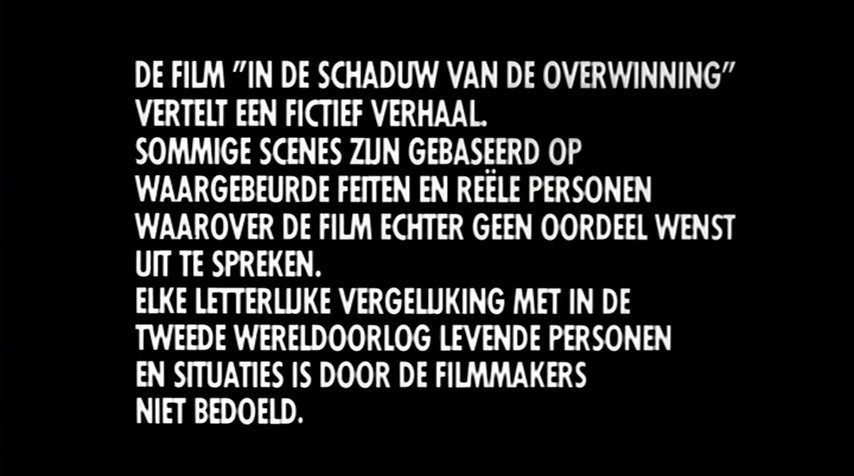 DE FILM "IN DE SCHADUW VAN DE OVERWINNING"
VERTELT EEN FICTIEF VERHAAL.
SOMMIGE SCENES ZIJN GEBASEERD OP
WAARGEBEURDE FEITEN EN REËLE PERSONEN
WAAROVER DE FILM ECHTER GEEN OORDEEL WENST
UIT TE SPREKEN.
ELKE LETTERLIJKE VERGELIJKING MET IN DE
TWEEDE WERELDOORLOG LEVENDE PERSONEN
EN SITUATIES IS DOOR DE FILMMAKERS
NIET BEDOELD.